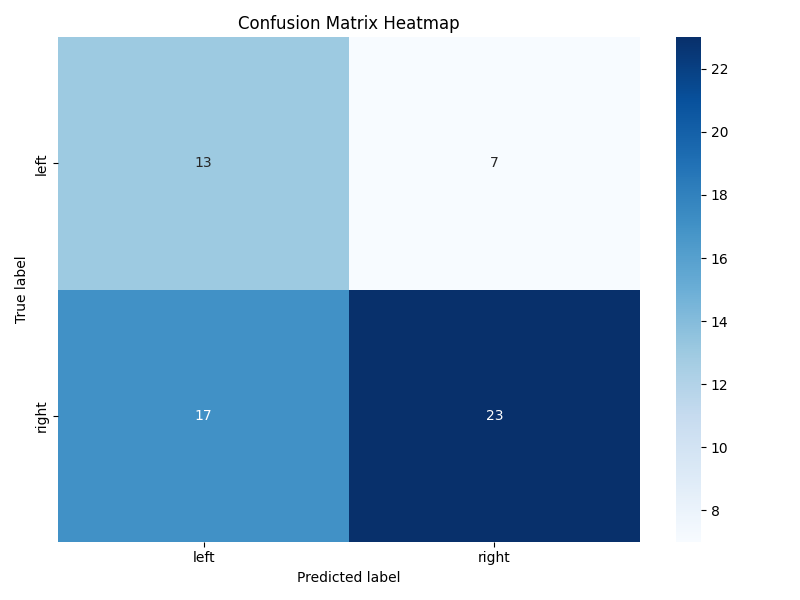 Confusion Matrix Heatmap
True label
left
13
7
right
17
23
left
right
Predicted label
22
20
18
16
14
12
10
8